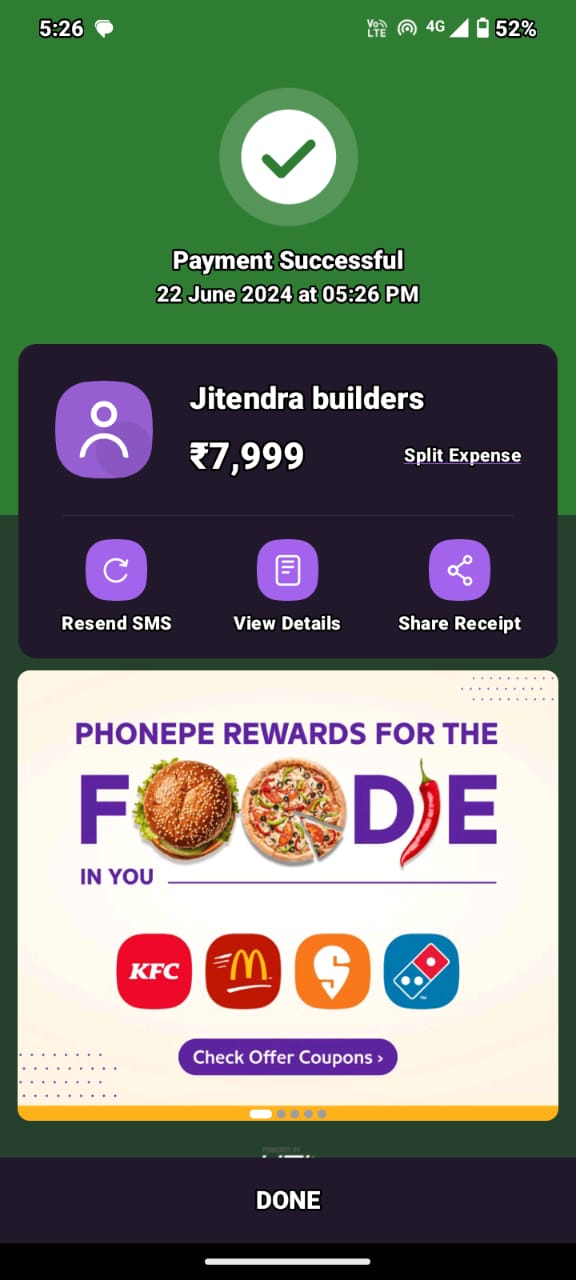 5:26 Vo LTE 4G 52%
Payment Successful
22 June 2024 at 05:26 PM
Jitendra builders
₹7,999 Split Expense
Resend SMS View Details Share Receipt
PHONEPE REWARDS FOR THE
FOODIE
IN YOU
KFC
Check Offer Coupons ›
POWERED BY
DONE